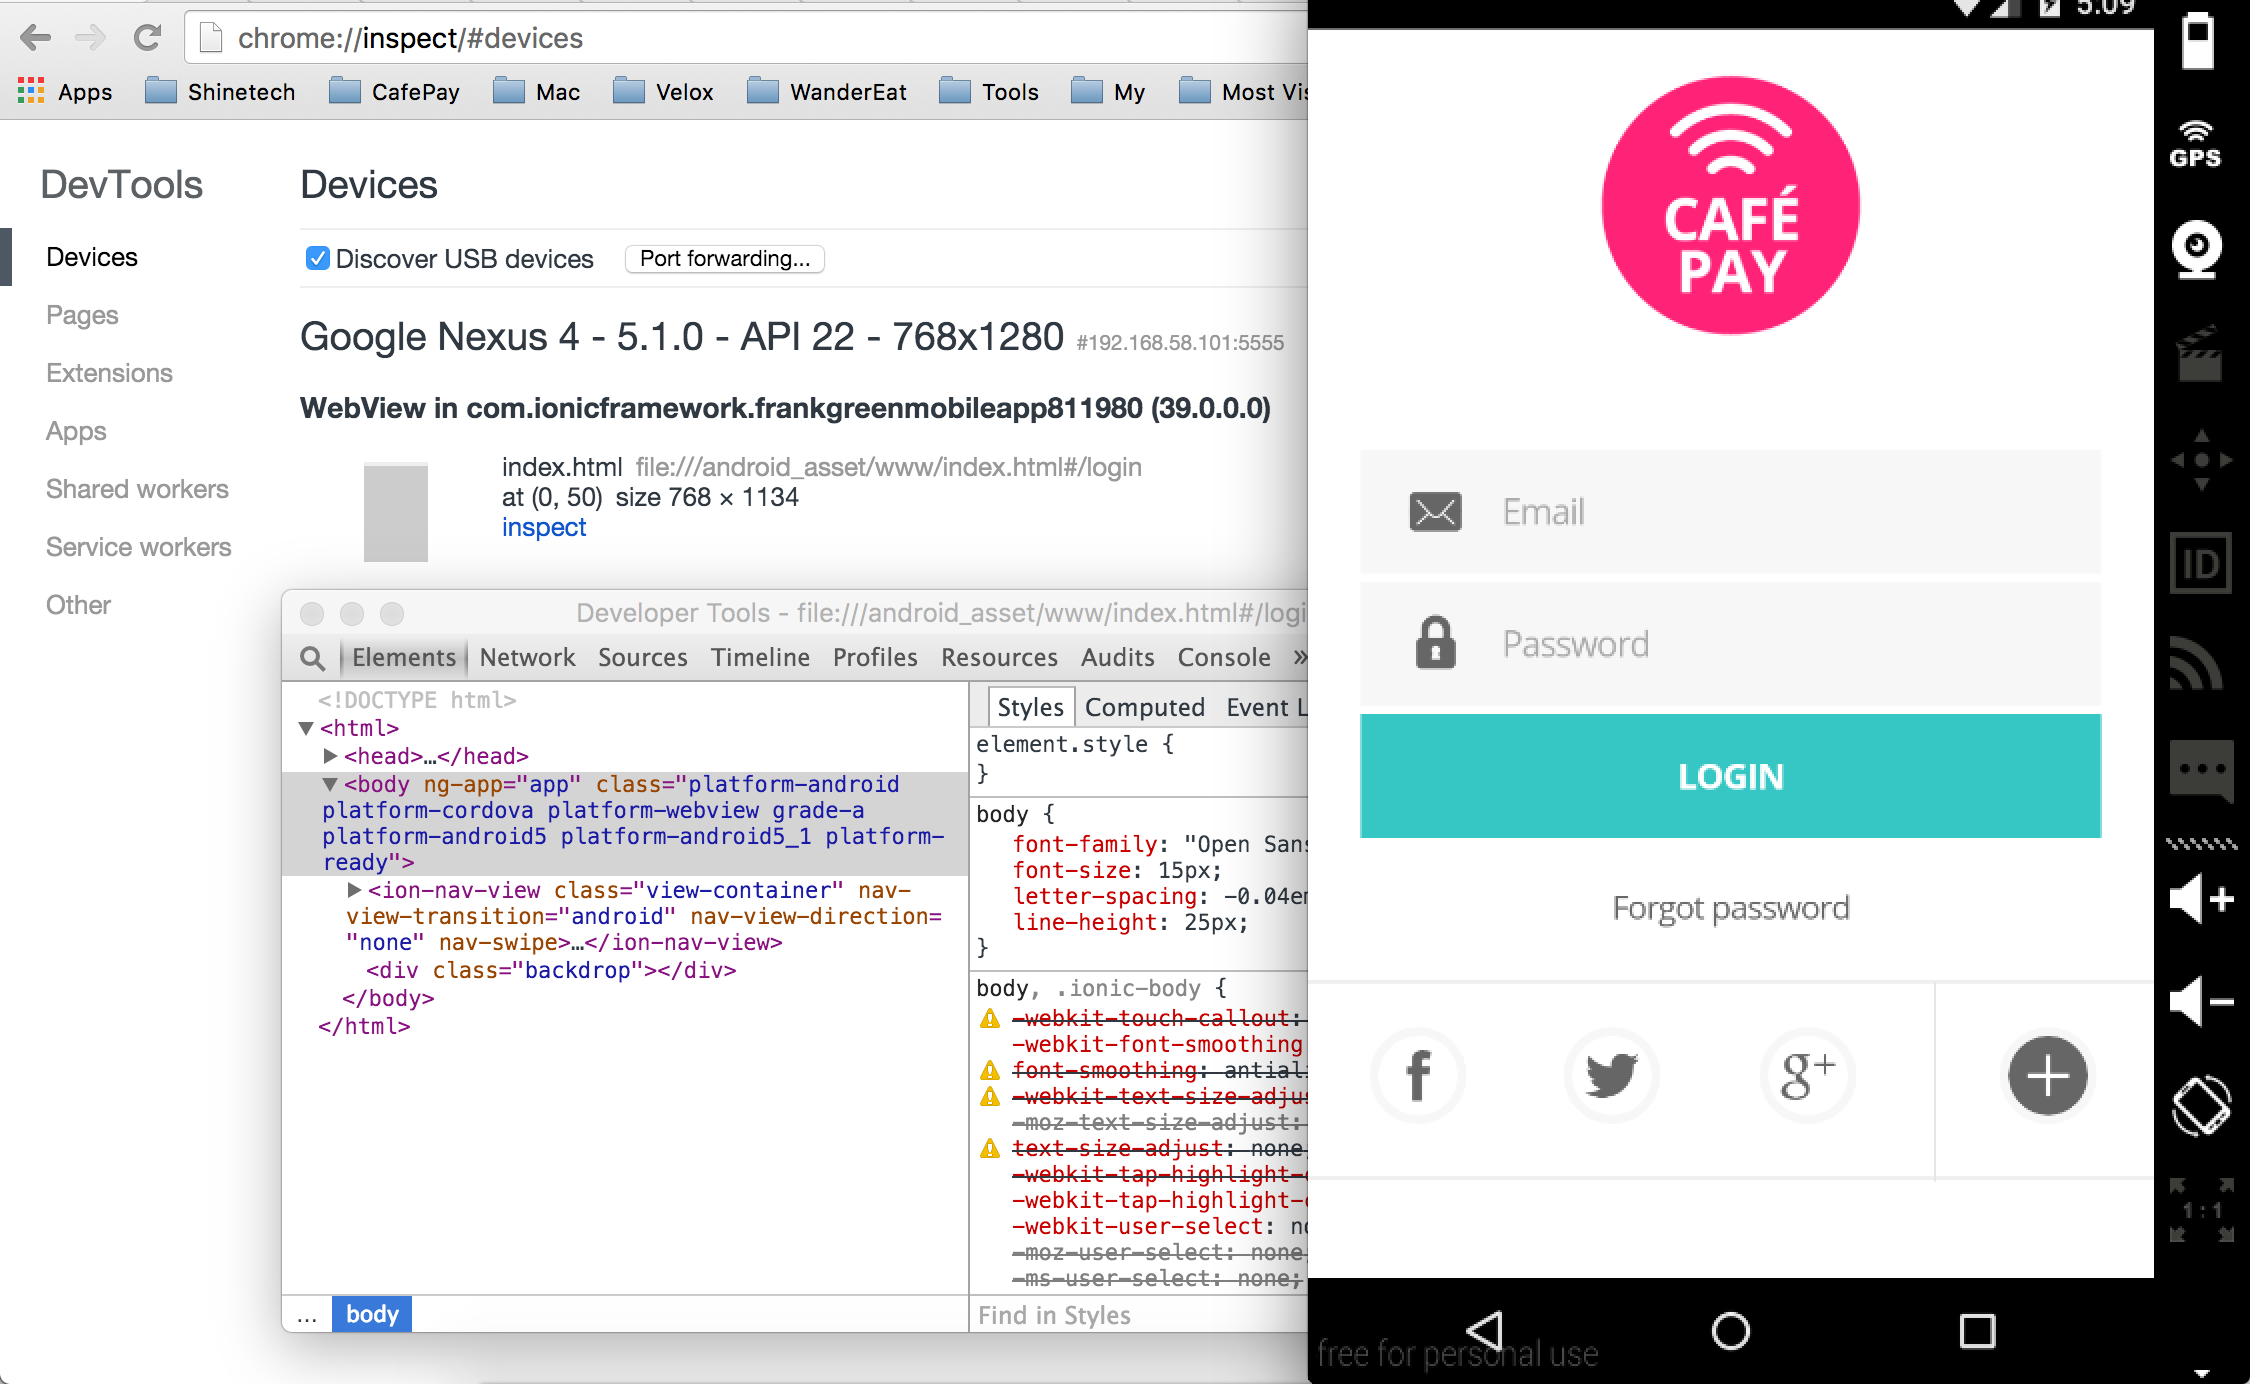 chrome://inspect/#devices
Apps Shinetech CafePay Mac Velox WanderEat Tools My Most Vis
DevTools
Devices
Pages
Extensions
Apps
Shared workers
Service workers
Other
Devices
Discover USB devices Port forwarding...
Google Nexus 4 - 5.1.0 - API 22 - 768x1280 #192.168.58.101:5555
WebView in com.ionicframework.frankgreenmobileapp811980 (39.0.0.0)
index.html file:///android_asset/www/index.html#/login
at (0, 50) size 768 × 1134
inspect
Developer Tools - file:///android_asset/www/index.html#/logi
Elements Network Sources Timeline Profiles Resources Audits Console »
<!DOCTYPE html>
▼<html>
▶<head>…</head>
▼<body ng-app="app" class="platform-android
platform-cordova platform-webview grade-a
platform-android5 platform-android5_1 platform-
ready">
▶<ion-nav-view class="view-container" nav-
view-transition="android" nav-view-direction=
"none" nav-swipe>…</ion-nav-view>
<div class="backdrop"></div>
</body>
</html>
... body
Styles Computed Event L
element.style {
}
body {
font-family: "Open Sans
font-size: 15px;
letter-spacing: -0.04em
line-height: 25px;
}
body, .ionic-body {
-webkit-touch-callout:
-webkit-font-smoothing
font-smoothing: antiali
-webkit-text-size-adjus
-moz-text-size-adjust:
text-size-adjust: none;
-webkit-tap-highlight-c
-webkit-tap-highlight-c
-webkit-user-select: no
-moz-user-select: none;
-ms-user-select: none;
Find in Styles
5:09
CAFÉ
PAY
Email
Password
LOGIN
Forgot password
f g+
free for personal use
GPS
ID
1:1